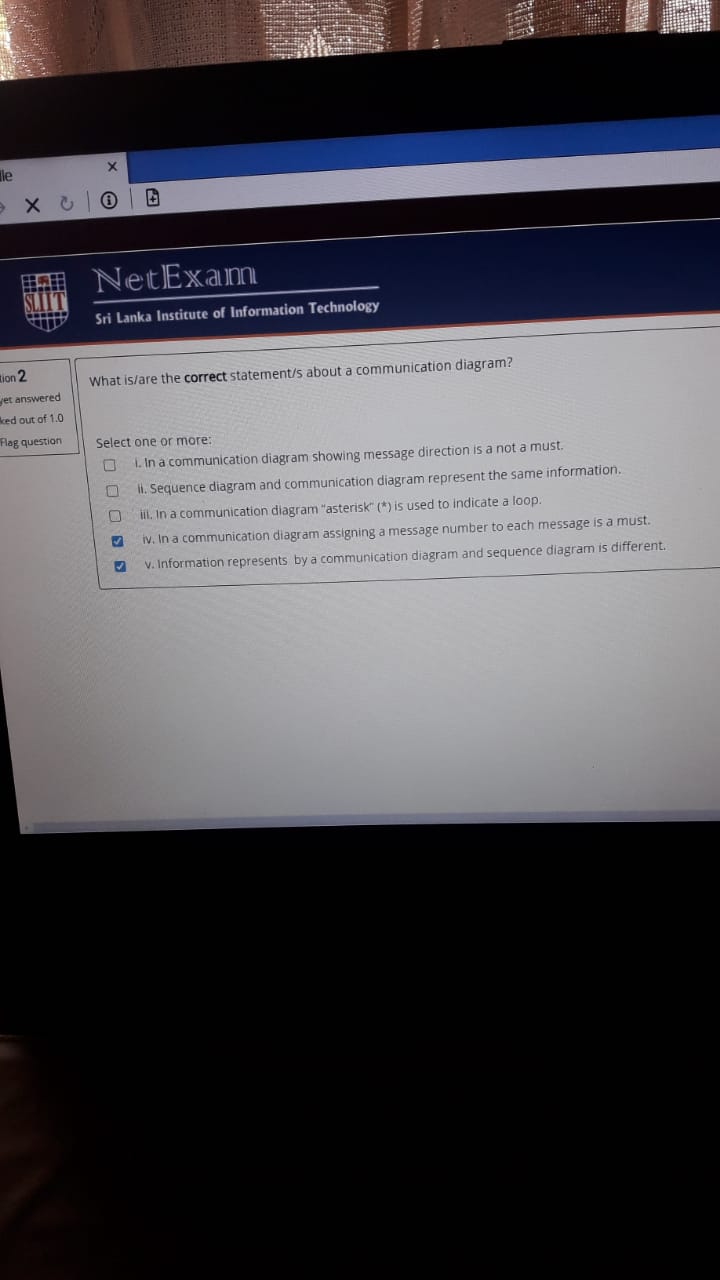 lle
NetExam
SLIIT
Sri Lanka Institute of Information Technology
tion 2
yet answered
ked out of 1.0
Flag question
What is/are the correct statement/s about a communication diagram?
Select one or more:
i. In a communication diagram showing message direction is a not a must.
ii. Sequence diagram and communication diagram represent the same information.
iii. In a communication diagram "asterisk" (*) is used to indicate a loop.
iv. In a communication diagram assigning a message number to each message is a must.
v. Information represents by a communication diagram and sequence diagram is different.